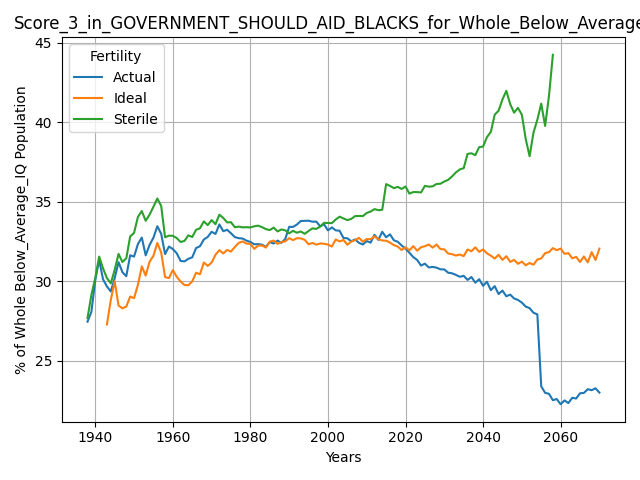 Score_3_in_GOVERNMENT_SHOULD_AID_BLACKS_for_Whole_Below_Average
45
40
35
30
25
% of Whole Below_Average_IQ Population
Fertility
Actual
Ideal
Sterile
1940 1960 1980 2000 2020 2040 2060
Years